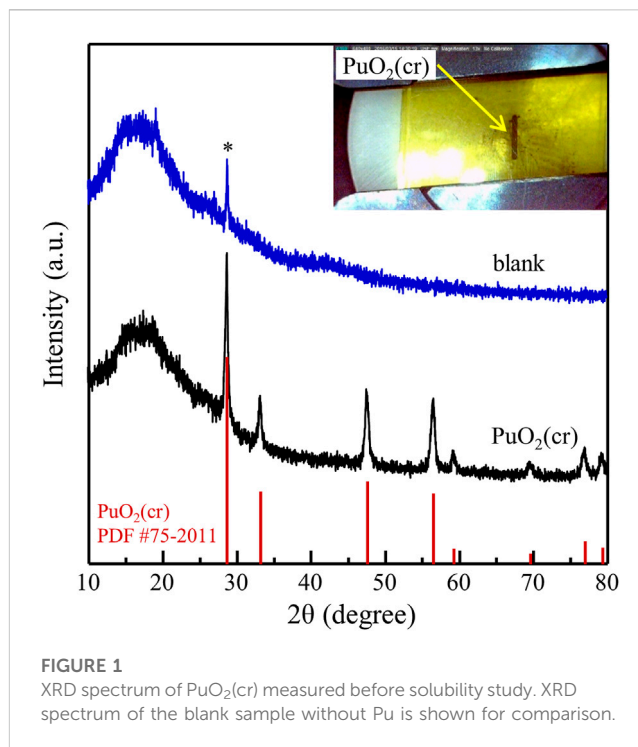 PuO₂(cr)
*
blank
PuO₂(cr)
PuO₂(cr)
PDF #75-2011
Intensity (a.u.)
10 20 30 40 50 60 70 80
2θ (degree)
FIGURE 1
XRD spectrum of PuO₂(cr) measured before solubility study. XRD
spectrum of the blank sample without Pu is shown for comparison.